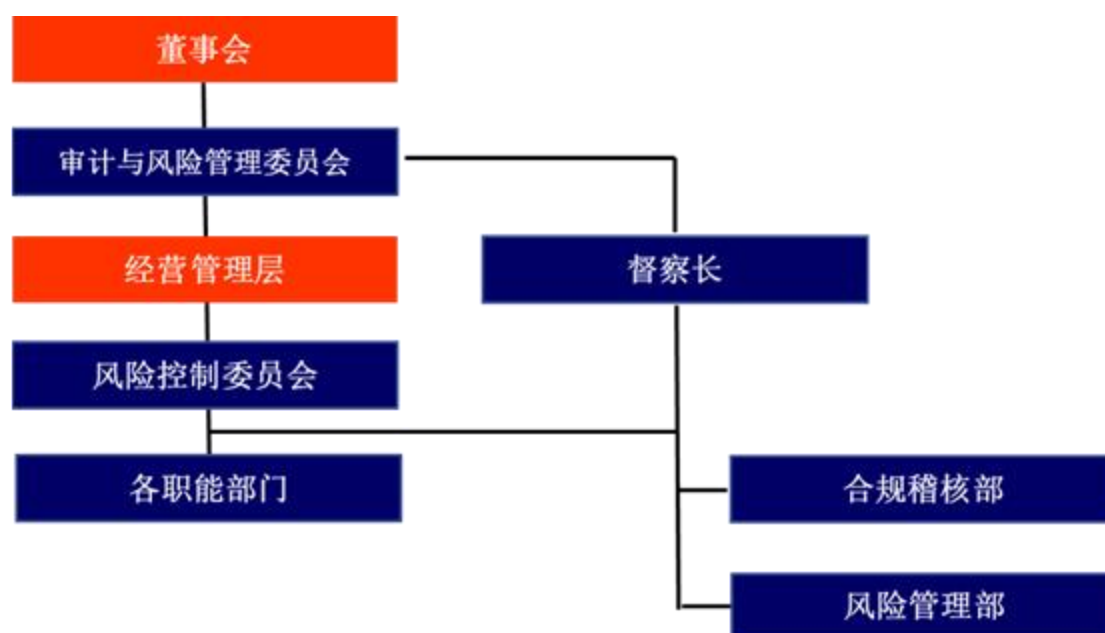 董事会
审计与风险管理委员会
经营管理层
督察长
风险控制委员会
各职能部门
合规稽核部
风险管理部